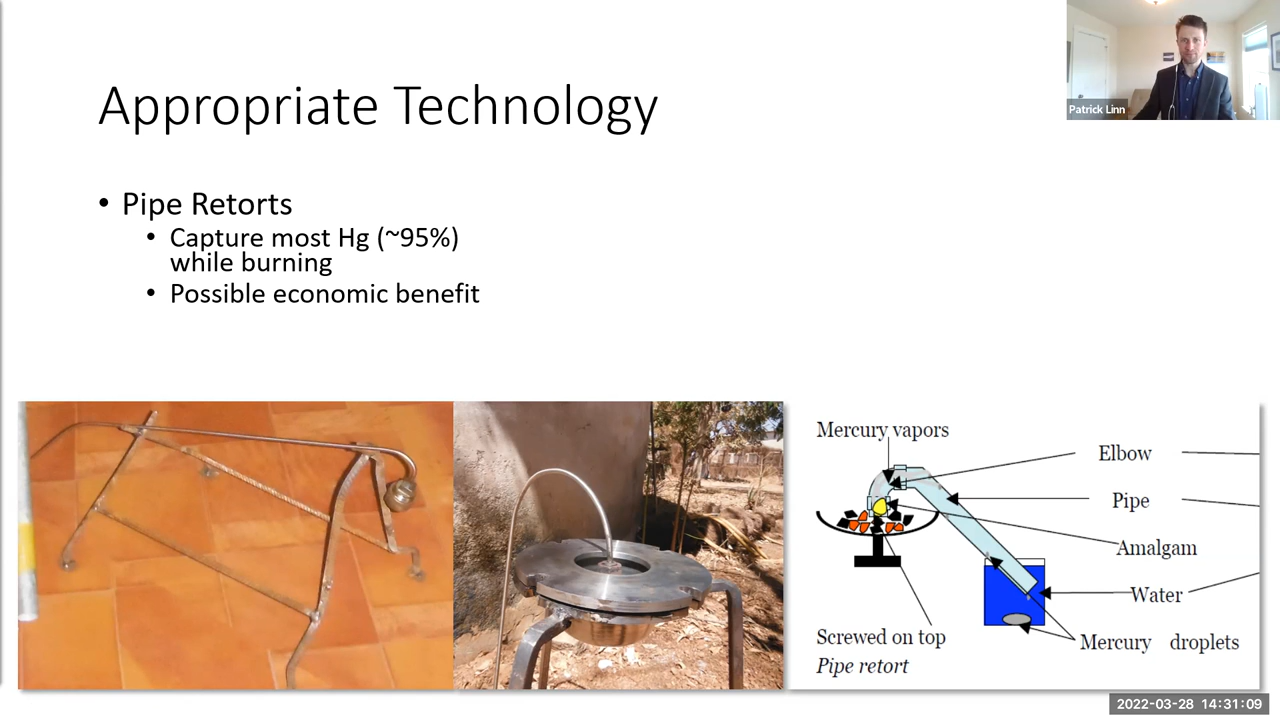 Patrick Linn
Appropriate Technology
• Pipe Retorts
• Capture most Hg (~95%)
while burning
• Possible economic benefit
Mercury vapors
Elbow
Pipe
Amalgam
Water
Screwed on top
Mercury droplets
Pipe retort
2022-03-28 14:31:09